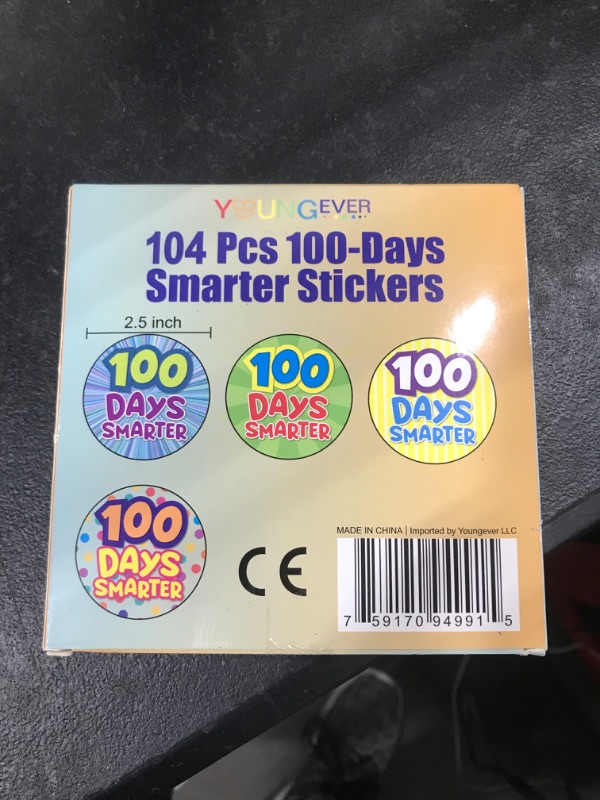 YOUNGEVER
104 Pcs 100-Days
Smarter Stickers
2.5 inch
100
DAYS
SMARTER
100
DAYS
SMARTER
100
DAYS
SMARTER
100
DAYS
SMARTER
CE
MADE IN CHINA | Imported by Youngever LLC
7 59170 94991 5